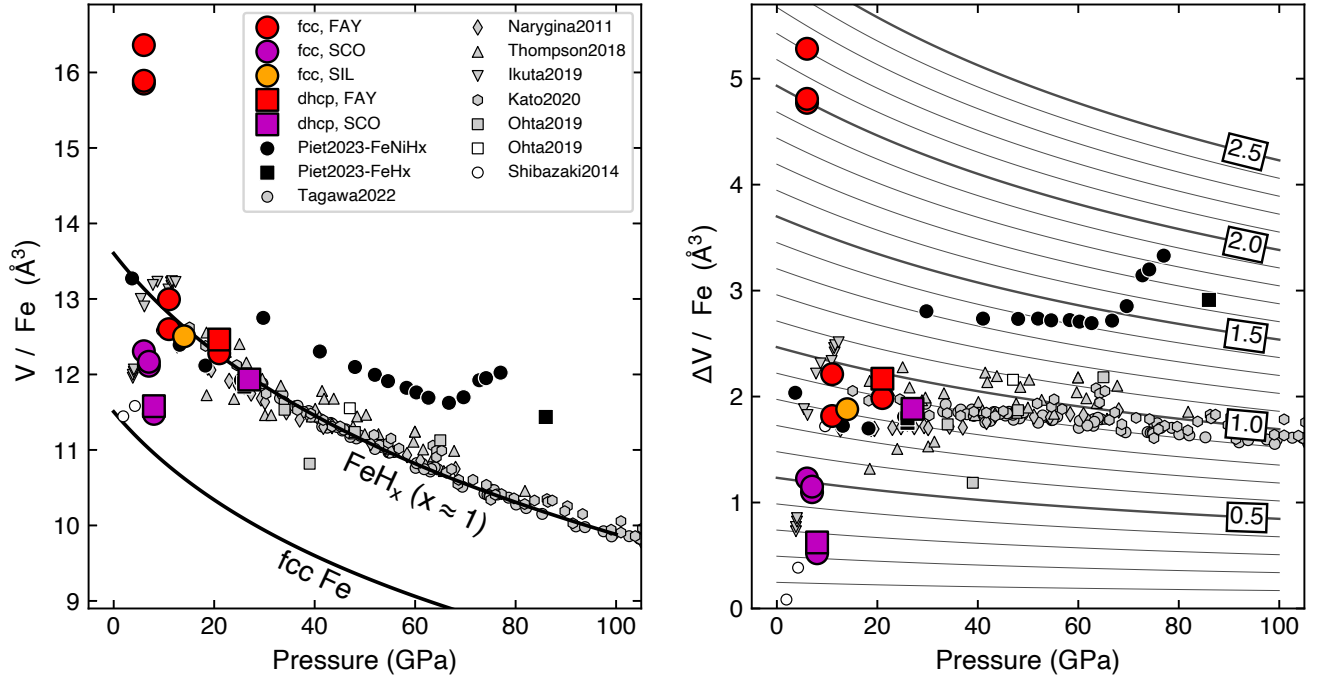 fcc, FAY
fcc, SCO
fcc, SIL
dhcp, FAY
dhcp, SCO
Piet2023-FeNiHx
Piet2023-FeHx
Tagawa2022
Narygina2011
Thompson2018
Ikuta2019
Kato2020
Ohta2019
Ohta2019
Shibazaki2014
V / Fe (Å³)
16
15
14
13
12
11
10
9
FeHₓ (x ≈ 1)
fcc Fe
0 20 40 60 80 100
Pressure (GPa)
ΔV / Fe (Å³)
5
4
3
2
1
0
2.5
2.0
1.5
1.0
0.5
0 20 40 60 80 100
Pressure (GPa)